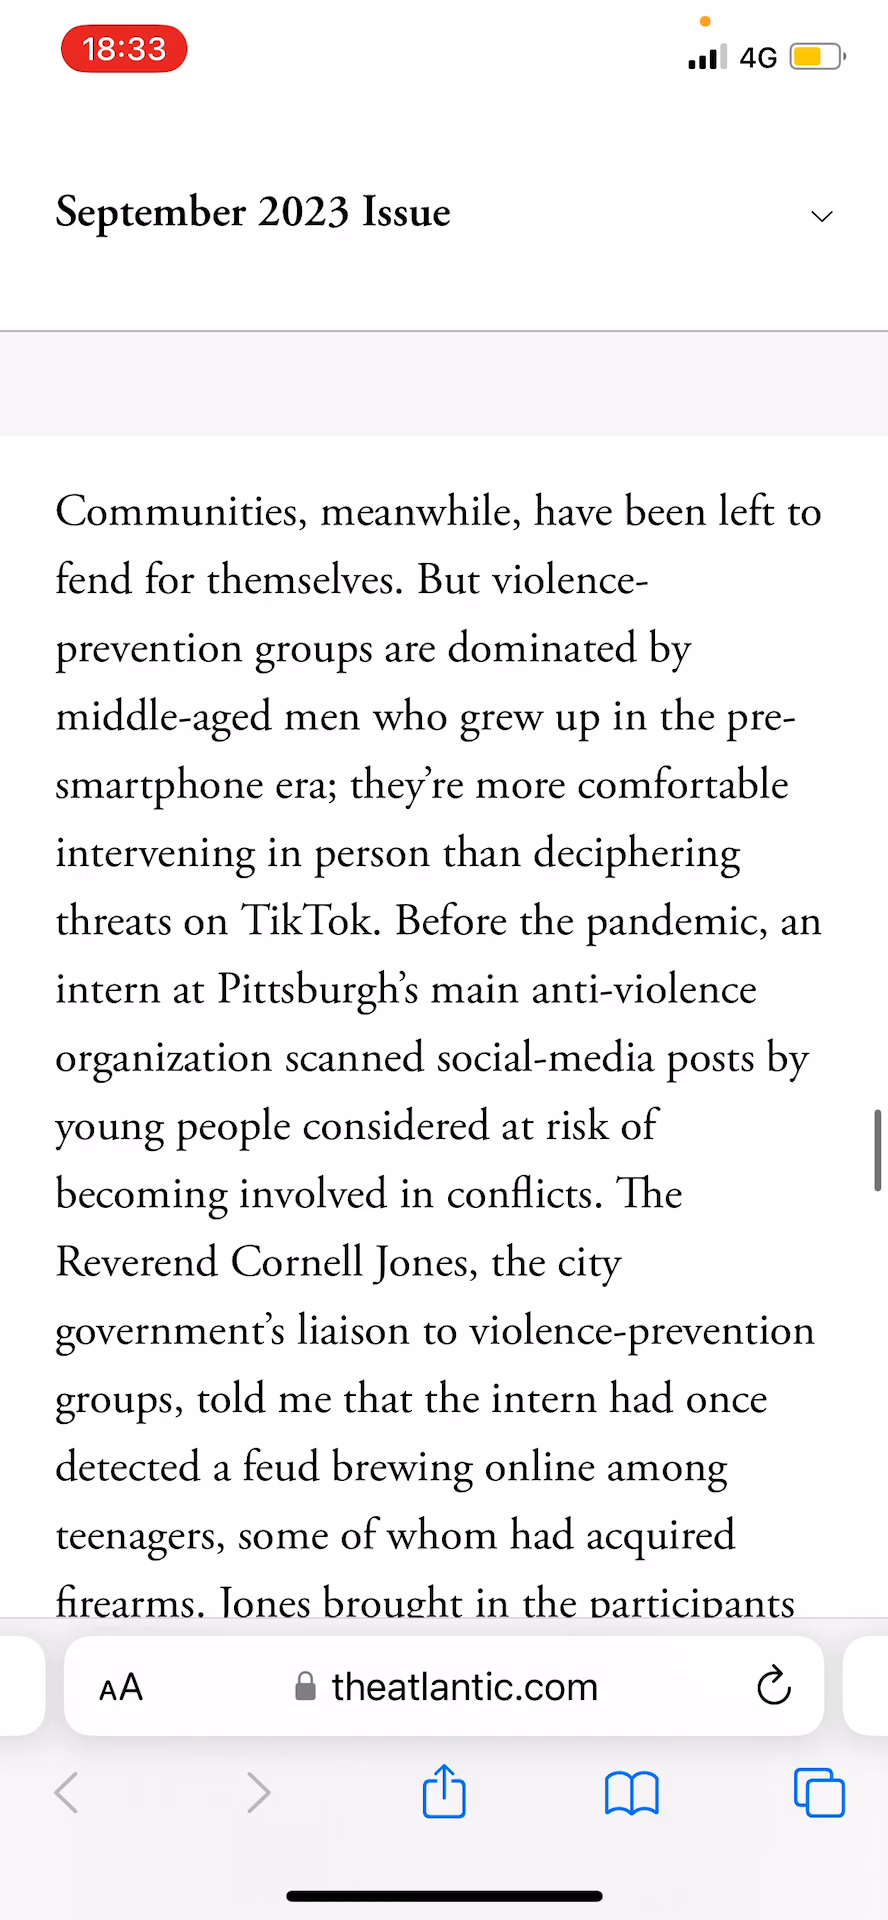 18:33
4G
September 2023 Issue
Communities, meanwhile, have been left to
fend for themselves. But violence-
prevention groups are dominated by
middle-aged men who grew up in the pre-
smartphone era; they’re more comfortable
intervening in person than deciphering
threats on TikTok. Before the pandemic, an
intern at Pittsburgh’s main anti-violence
organization scanned social-media posts by
young people considered at risk of
becoming involved in conflicts. The
Reverend Cornell Jones, the city
government’s liaison to violence-prevention
groups, told me that the intern had once
detected a feud brewing online among
teenagers, some of whom had acquired
firearms. Jones brought in the participants
AA theatlantic.com